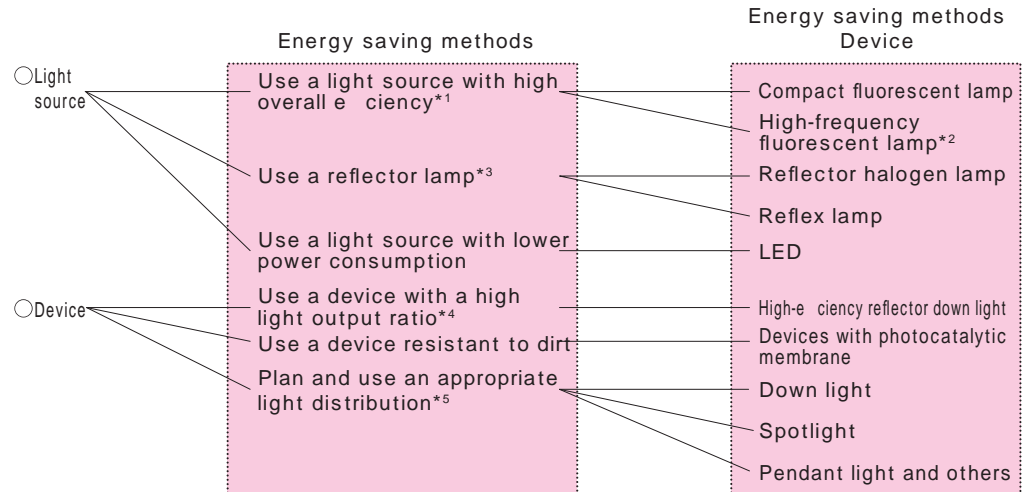 Energy saving methods
Energy saving methods
Device
○Light
source
Use a light source with high
overall e ciency*1
Compact fluorescent lamp
High-frequency
fluorescent lamp*2
Use a reflector lamp*3
Reflector halogen lamp
Reflex lamp
Use a light source with lower
power consumption
LED
○Device
Use a device with a high
light output ratio*4
High-e ciency reflector down light
Use a device resistant to dirt
Devices with photocatalytic
membrane
Plan and use an appropriate
light distribution*5
Down light
Spotlight
Pendant light and others